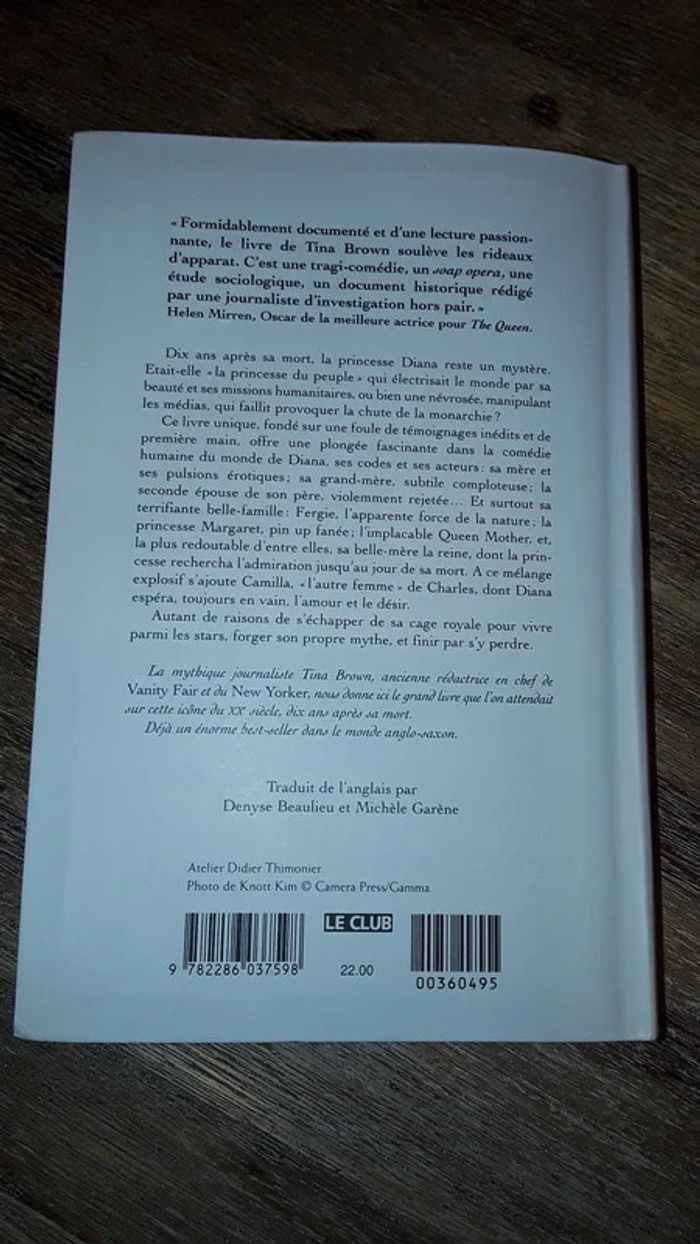 « Formidablement documenté et d'une lecture passion-
nante, le livre de Tina Brown soulève les rideaux
d'apparat. C'est une tragi-comédie, un soap opera, une
étude sociologique, un document historique rédigé
par une journaliste d'investigation hors pair. »
Helen Mirren, Oscar de la meilleure actrice pour The Queen.
Dix ans après sa mort, la princesse Diana reste un mystère.
Etait-elle « la princesse du peuple » qui électrisait le monde par sa
beauté et ses missions humanitaires, ou bien une névrosée, manipulant
les médias, qui faillit provoquer la chute de la monarchie ?
Ce livre unique, fondé sur une foule de témoignages inédits et de
première main, offre une plongée fascinante dans la comédie
humaine du monde de Diana, ses codes et ses acteurs : sa mère et
ses pulsions érotiques ; sa grand-mère, subtile comploteuse ; la
seconde épouse de son père, violemment rejetée... Et surtout sa
terrifiante belle-famille : Fergie, l'apparente force de la nature ; la
princesse Margaret, pin up fanée ; l'implacable Queen Mother, et,
la plus redoutable d'entre elles, sa belle-mère la reine, dont la prin-
cesse rechercha l'admiration jusqu'au jour de sa mort. A ce mélange
explosif s'ajoute Camilla, « l'autre femme » de Charles, dont Diana
espéra, toujours en vain, l'amour et le désir.
Autant de raisons de s'échapper de sa cage royale pour vivre
parmi les stars, forger son propre mythe, et finir par s'y perdre.
La mythique journaliste Tina Brown, ancienne rédactrice en chef de
Vanity Fair et du New Yorker, nous donne ici le grand livre que l'on attendait
sur cette icône du XXe siècle, dix ans après sa mort.
Déjà un énorme best-seller dans le monde anglo-saxon.
Traduit de l'anglais par
Denyse Beaulieu et Michèle Garène
Atelier Didier Thimonier.
Photo de Knott Kim © Camera Press/Gamma.
LE CLUB
9 782286 037598 22.00 00360495